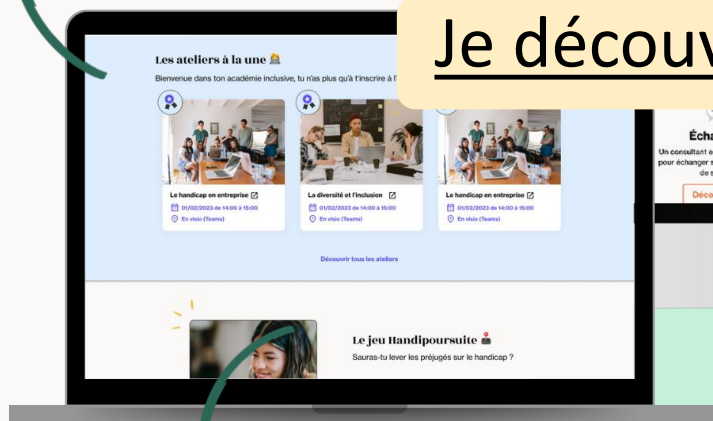 Je découv
Les ateliers à la une
Bienvenue dans ton académie inclusive, tu n'as plus qu'à t'inscrire à l'
Le handicap en entreprise
01/02/2023 de 14:00 à 15:00
En visio (Teams)
La diversité et l'inclusion
01/02/2023 de 14:00 à 15:00
En visio (Teams)
Le handicap en entreprise
01/02/2023 de 14:00 à 15:00
En visio (Teams)
Découvrir tous les ateliers
Le jeu Handipoursuite
Sauras-tu lever les préjugés sur le handicap ?
Écha
Un consultant e
pour échanger s
de s
Déco